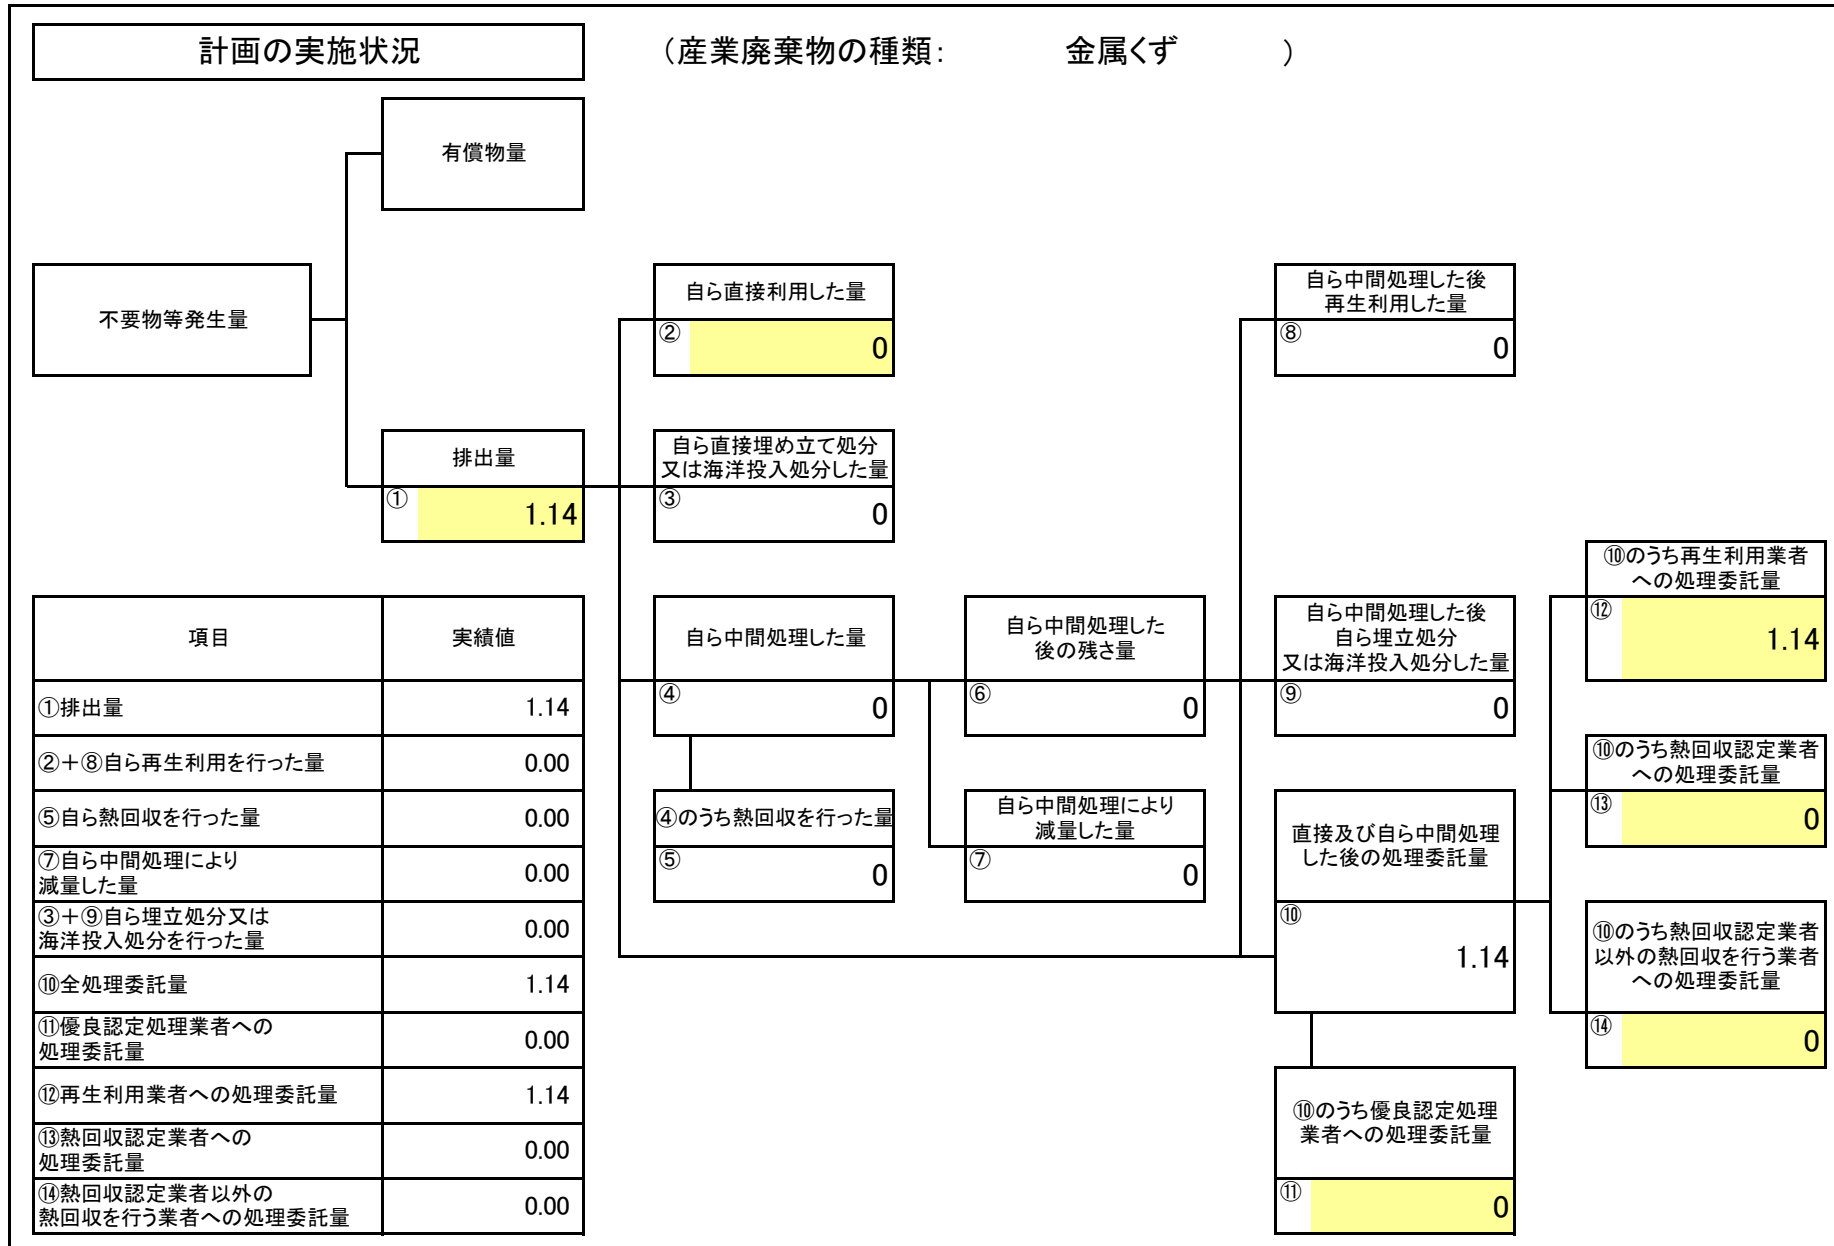 計画の実施状況
（産業廃棄物の種類： 金属くず ）
有償物量
不要物等発生量
自ら直接利用した量
② 0
自ら中間処理した後
再生利用した量
⑧ 0
排出量
① 1.14
自ら直接埋め立て処分
又は海洋投入処分した量
③ 0
⑩のうち再生利用業者
への処理委託量
⑫ 1.14
自ら中間処理した量
④ 0
自ら中間処理した
後の残さ量
⑥ 0
自ら中間処理した後
自ら埋立処分
又は海洋投入処分した量
⑨ 0
⑩のうち熱回収認定業者
への処理委託量
⑬ 0
④のうち熱回収を行った量
⑤ 0
自ら中間処理により
減量した量
⑦ 0
直接及び自ら中間処理
した後の処理委託量
⑩ 1.14
⑩のうち熱回収認定業者
以外の熱回収を行う業者
への処理委託量
⑭ 0
⑩のうち優良認定処理
業者への処理委託量
⑪ 0
項目 実績値
①排出量 1.14
②＋⑧自ら再生利用を行った量 0.00
⑤自ら熱回収を行った量 0.00
⑦自ら中間処理により
減量した量 0.00
③＋⑨自ら埋立処分又は
海洋投入処分を行った量 0.00
⑩全処理委託量 1.14
⑪優良認定処理業者への
処理委託量 0.00
⑫再生利用業者への処理委託量 1.14
⑬熱回収認定業者への
処理委託量 0.00
⑭熱回収認定業者以外の
熱回収を行う業者への処理委託量 0.00